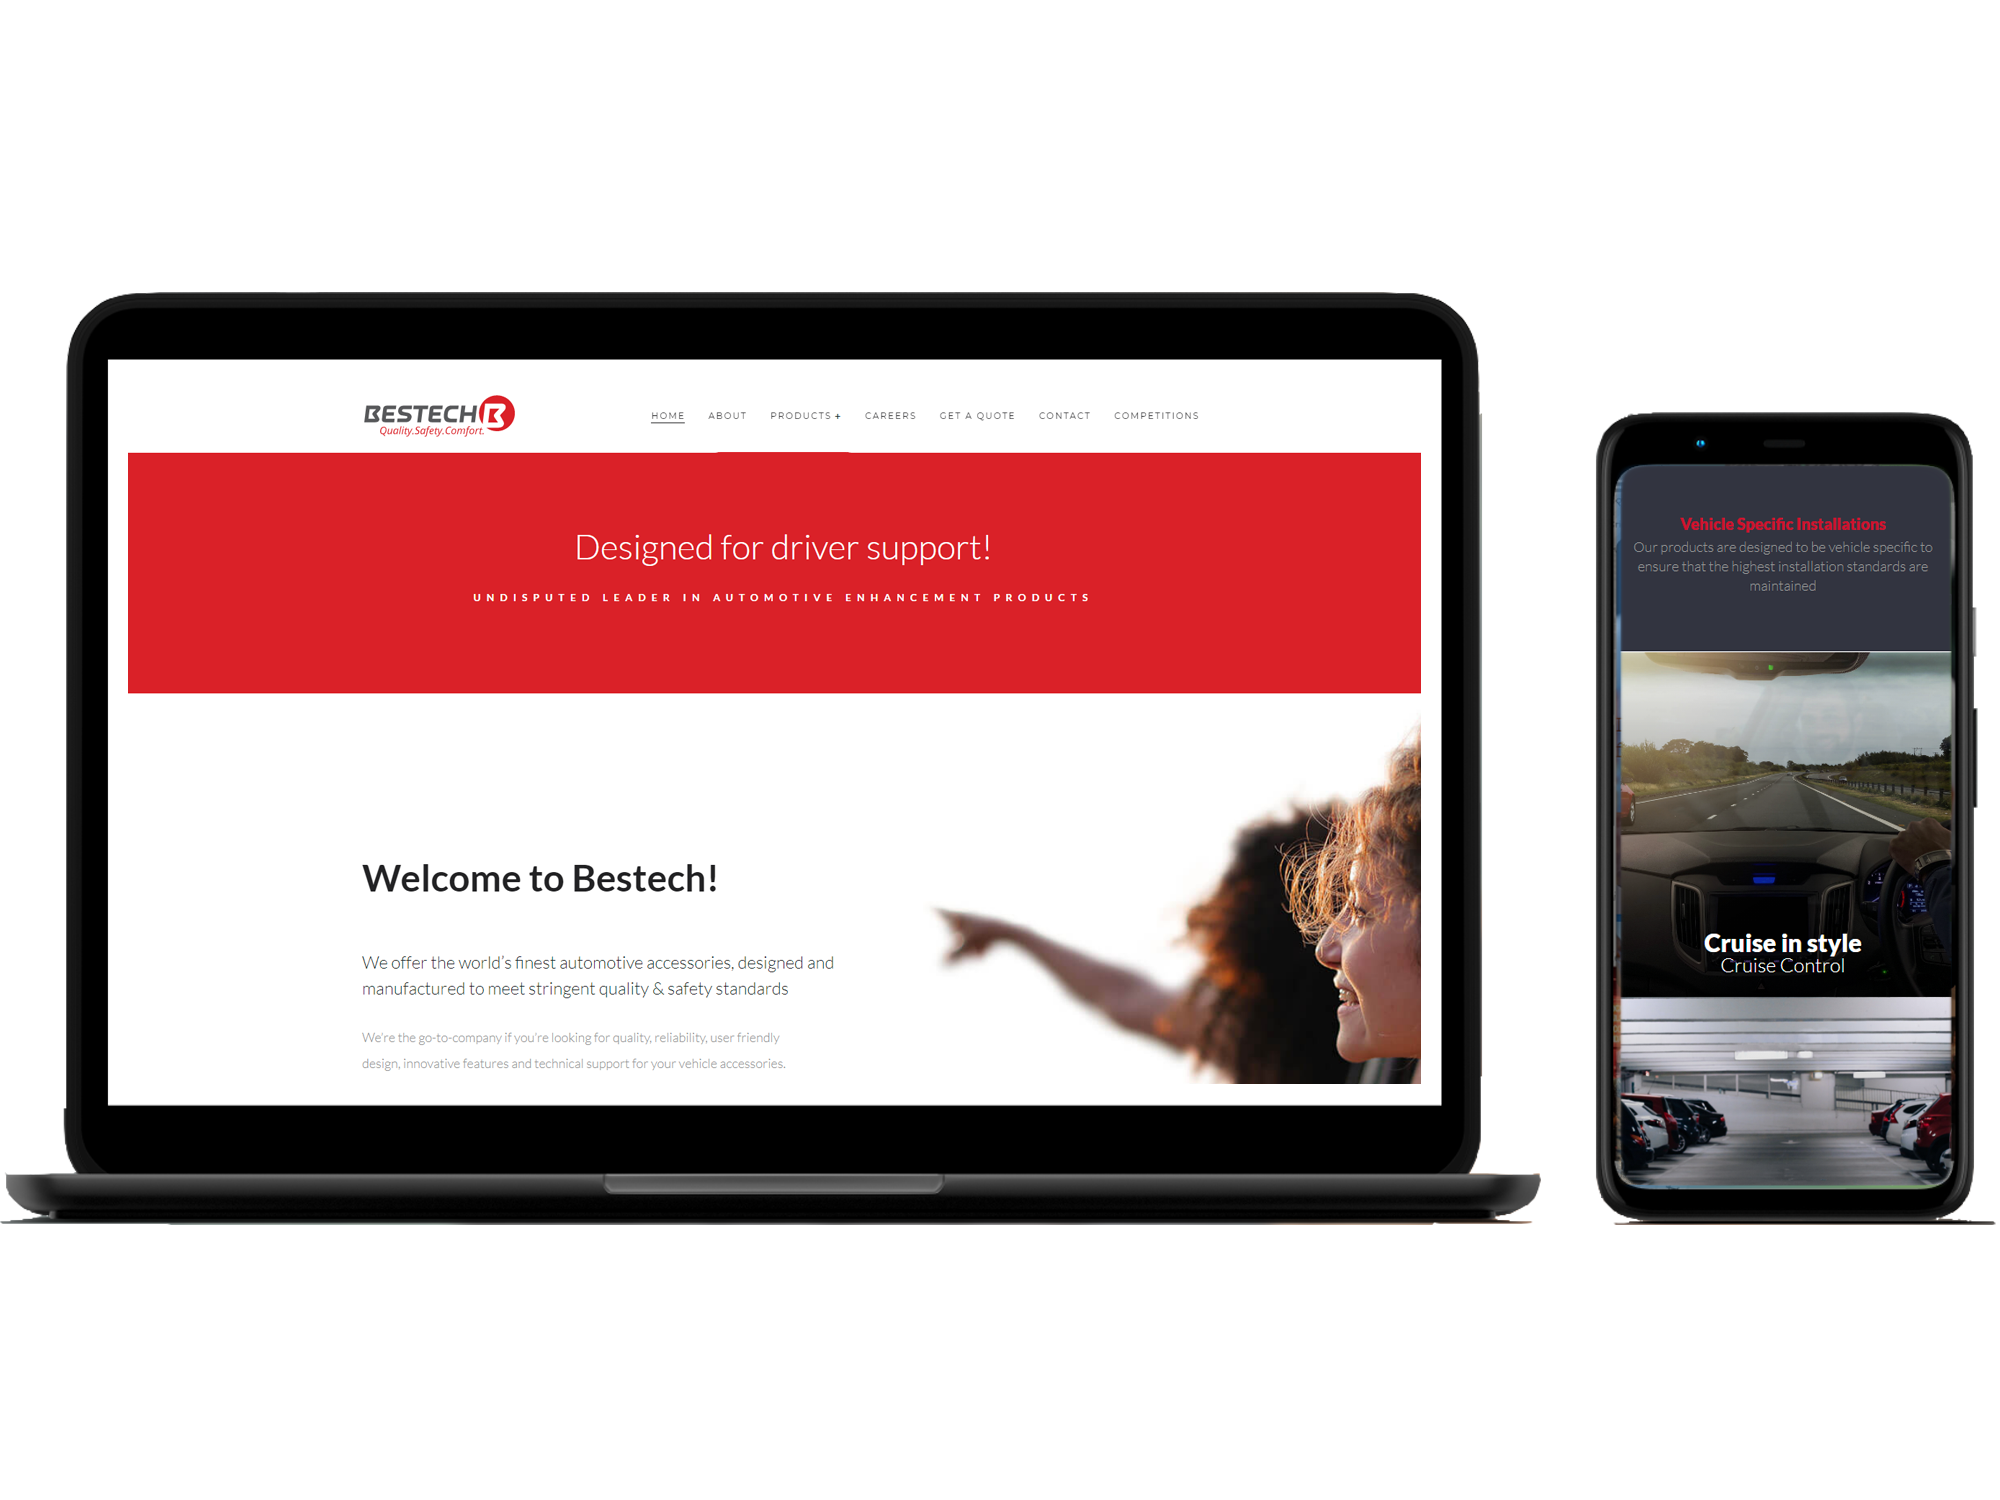 BESTECH B
Quality.Safety.Comfort.
HOME ABOUT PRODUCTS + CAREERS GET A QUOTE CONTACT COMPETITIONS
Designed for driver support!
UNDISPUTED LEADER IN AUTOMOTIVE ENHANCEMENT PRODUCTS
Welcome to Bestech!
We offer the world's finest automotive accessories, designed and
manufactured to meet stringent quality & safety standards
We're the go-to-company if you're looking for quality, reliability, user friendly
design, innovative features and technical support for your vehicle accessories.
Vehicle Specific Installations
Our products are designed to be vehicle specific to
ensure that the highest installation standards are
maintained
Cruise in style
Cruise Control